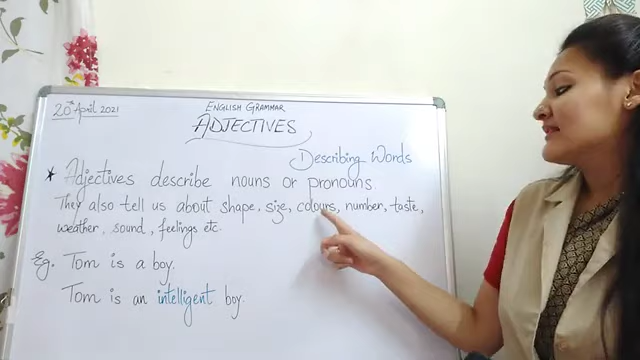 20th April 2021
ENGLISH GRAMMAR
ADJECTIVES
Describing Words
* Adjectives describe nouns or pronouns.
They also tell us about shape, size, colours, number, taste,
weather, sound, feelings etc.
Eg. Tom is a boy.
Tom is an intelligent boy.